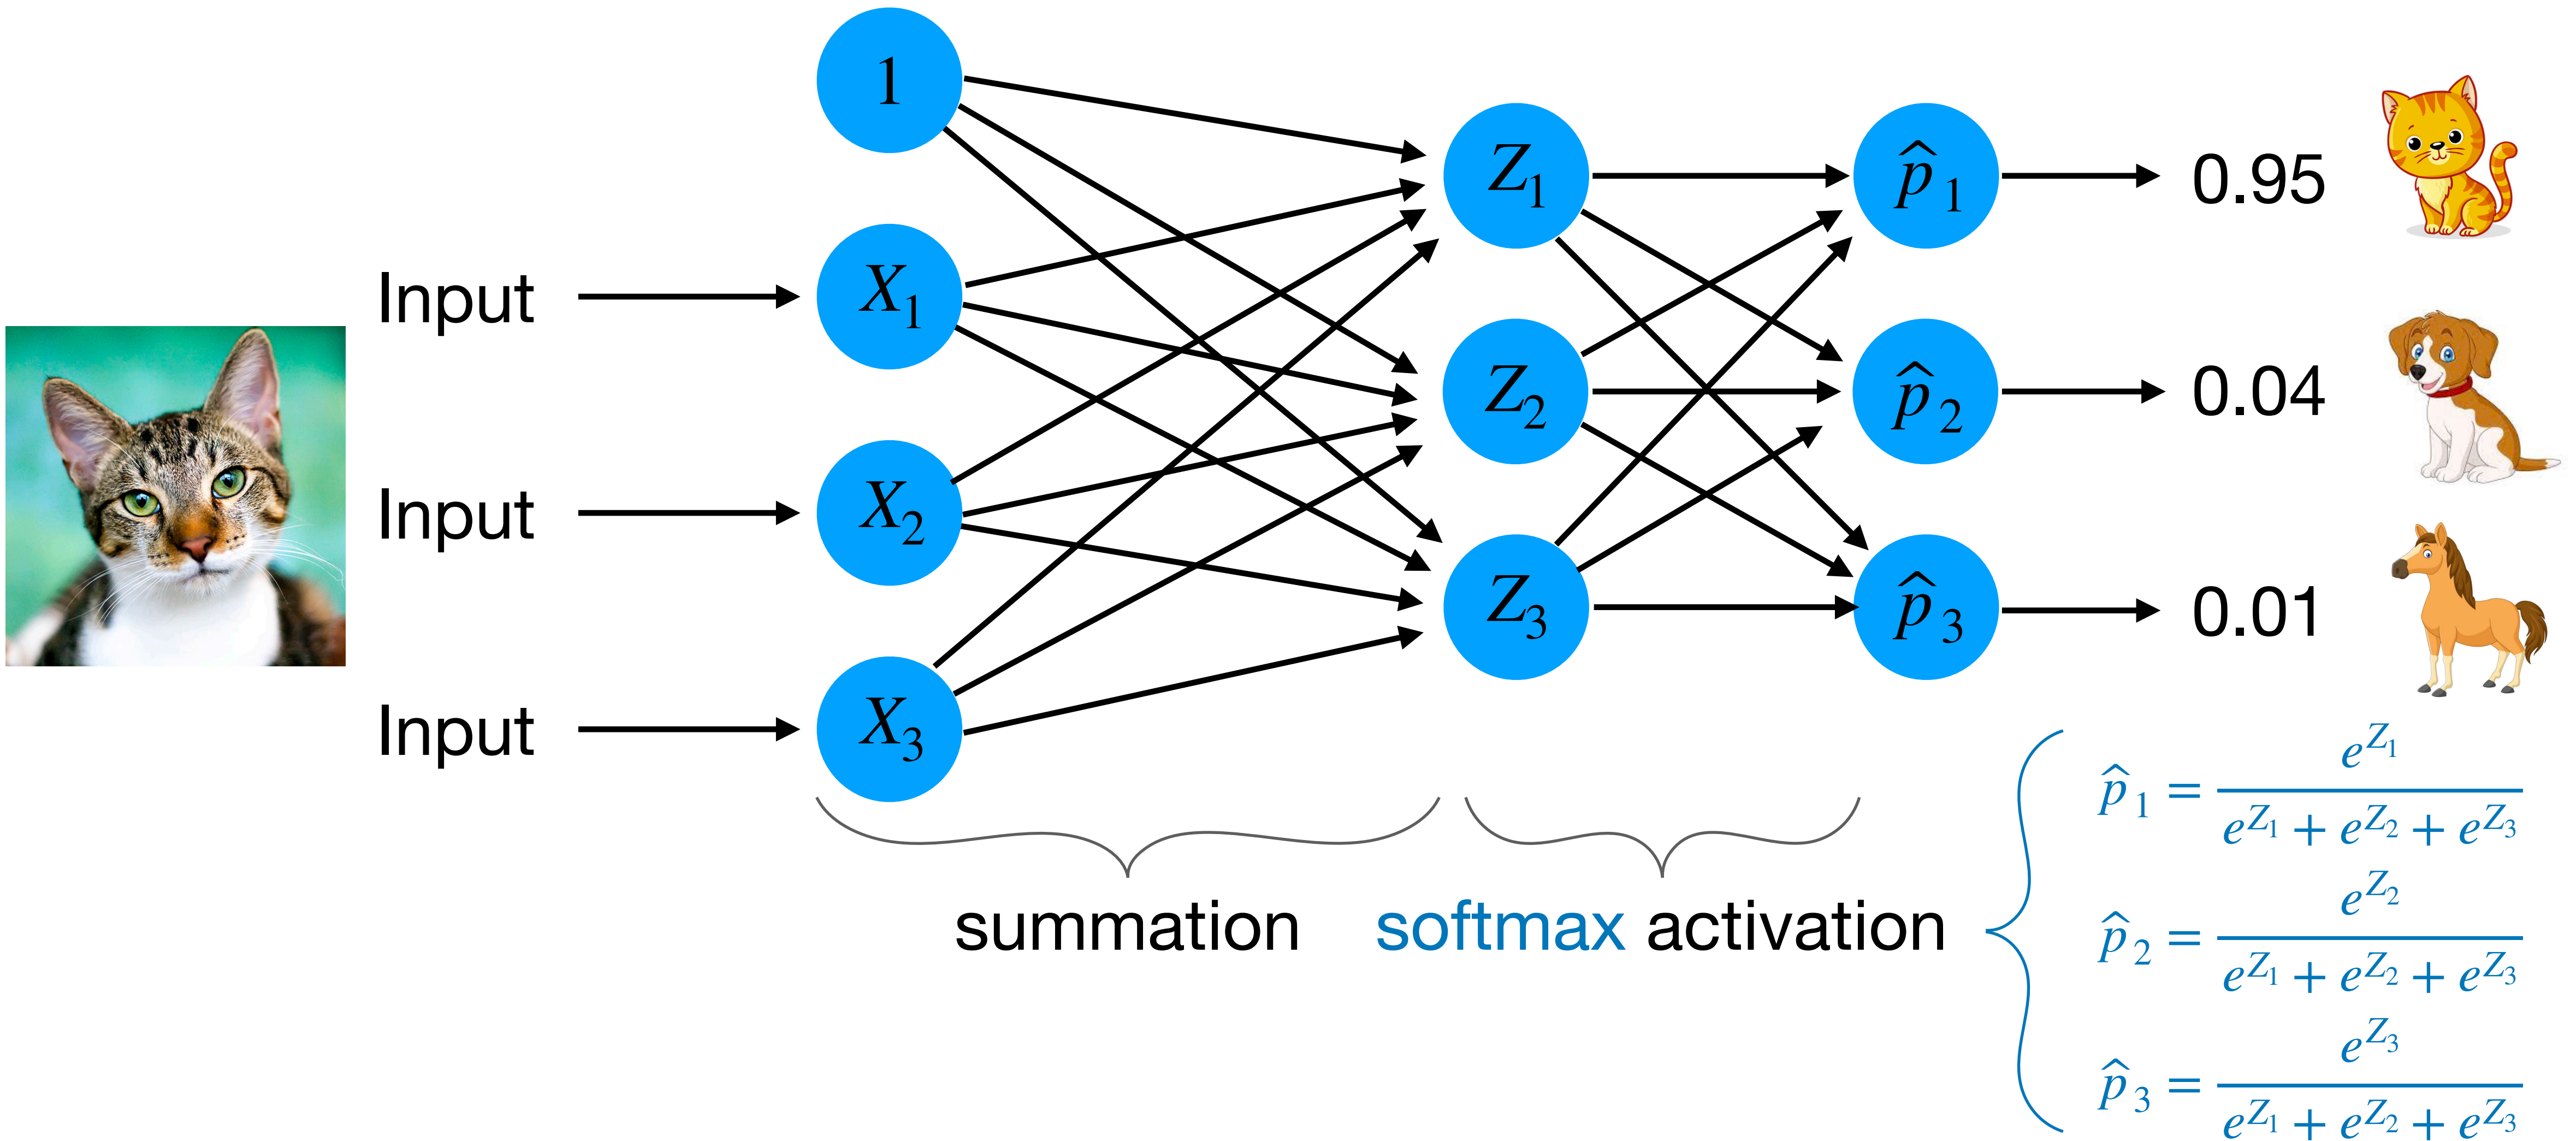 1
Z₁
p̂₁
0.95
Input
X₁
Z₂
p̂₂
0.04
Input
X₂
Z₃
p̂₃
0.01
Input
X₃
p̂₁ = e^{Z₁} / (e^{Z₁} + e^{Z₂} + e^{Z₃})
summation
softmax activation
p̂₂ = e^{Z₂} / (e^{Z₁} + e^{Z₂} + e^{Z₃})
p̂₃ = e^{Z₃} / (e^{Z₁} + e^{Z₂} + e^{Z₃})